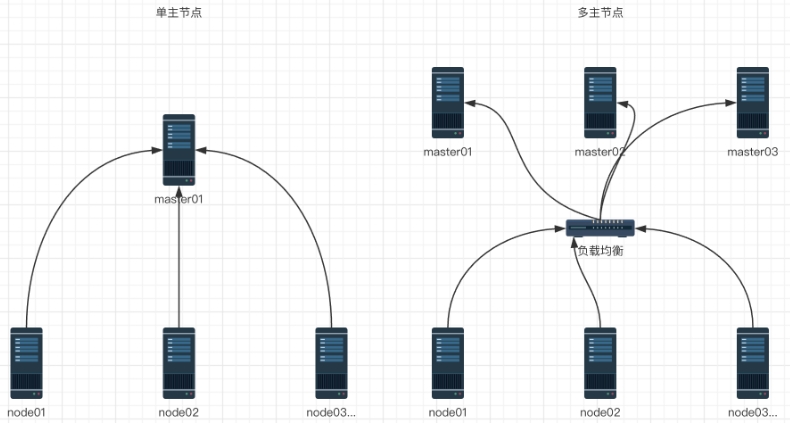 单主节点
多主节点
master01
master01
master02
master03
负载均衡
node01
node02
node03...
node01
node02
node03...